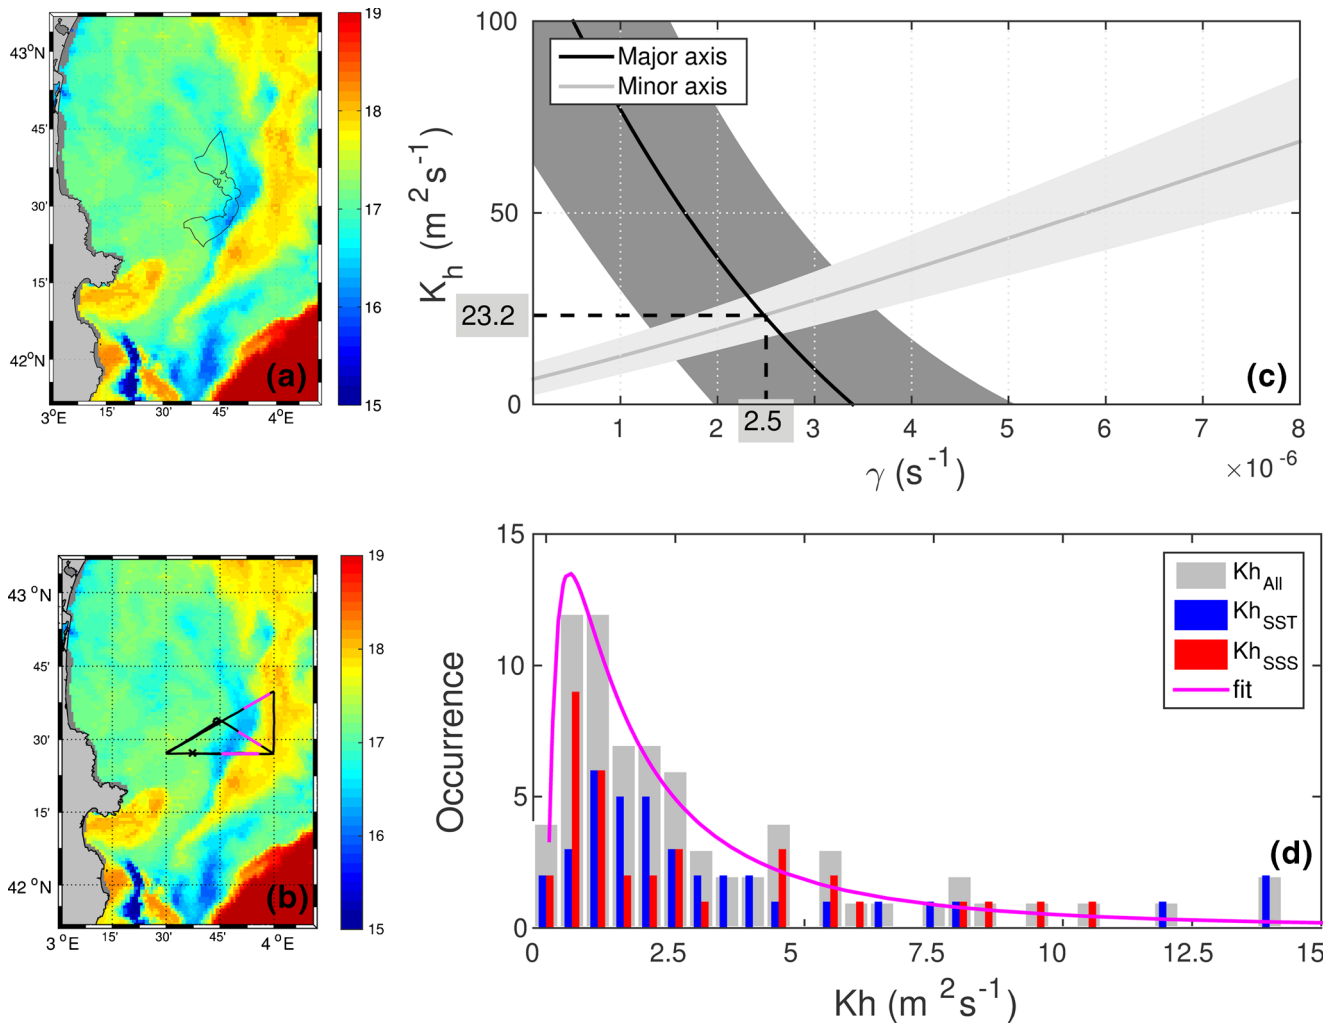 43°N
45'
30'
15'
42°N
3°E
15'
30'
45'
4°E
(a)
19
18
17
16
15
100
50
0
K_h (m²s⁻¹)
Major axis
Minor axis
23.2
2.5
(c)
1
2
3
4
5
6
7
8
γ (s⁻¹)
×10⁻⁶
43°N
45'
30'
15'
42°N
3°E
15'
30'
45'
4°E
(b)
19
18
17
16
15
15
10
5
0
Occurrence
Kh_All
Kh_SST
Kh_SSS
fit
(d)
0
2.5
5
7.5
10
12.5
15
Kh (m²s⁻¹)